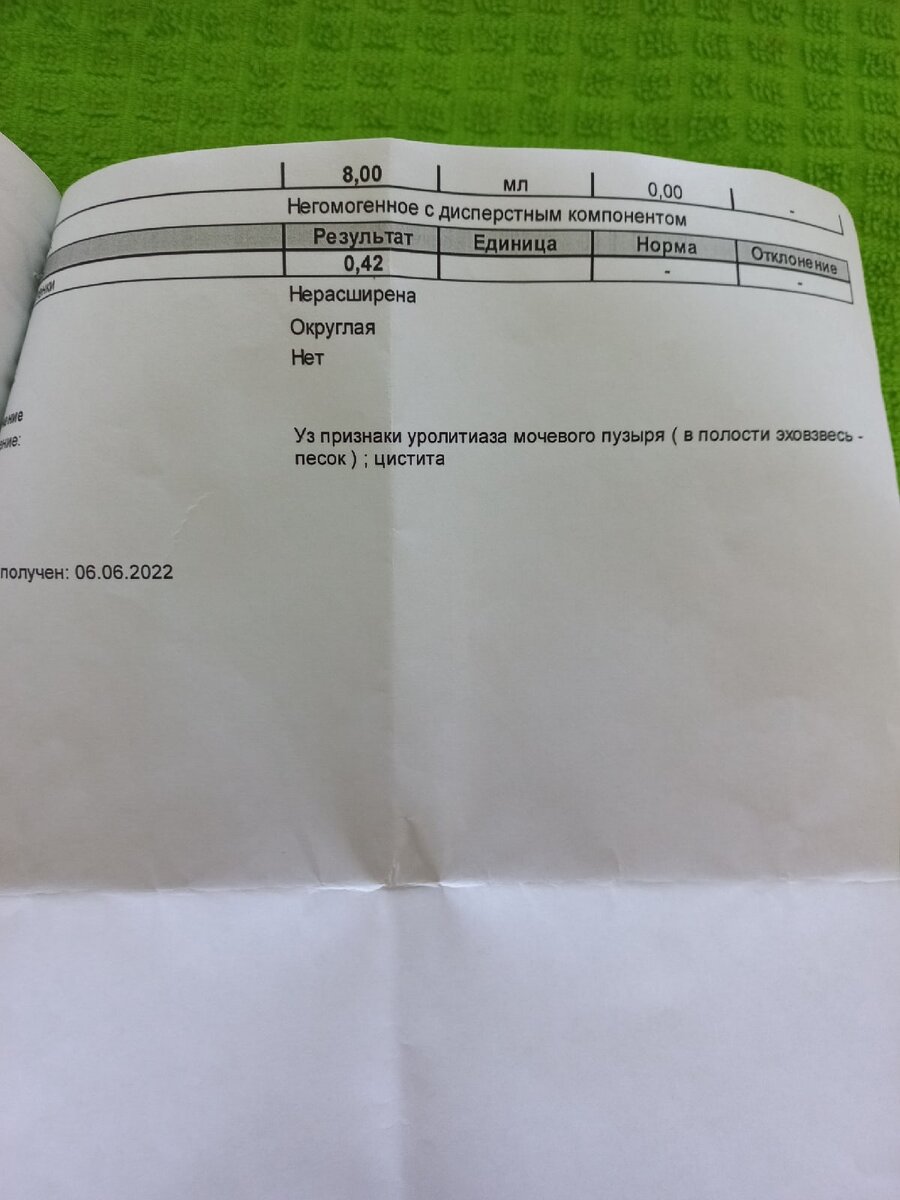 8,00 мл 0,00 -
Негомогенное с дисперстным компонентом
Результат Единица Норма Отклонение
0,42 - -
Нерасширена
Округлая
Нет
Уз признаки уролитиаза мочевого пузыря ( в полости эховзвесь -
песок ) ; цистита
получен: 06.06.2022